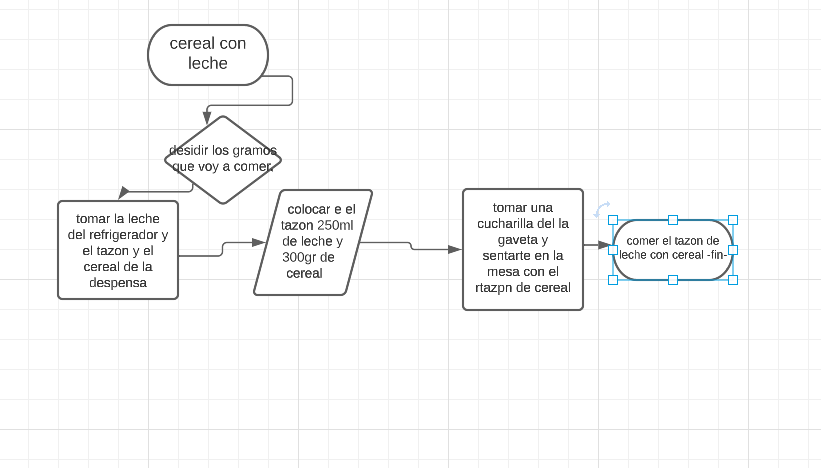 cereal con
leche
desidir los gramos
que voy a comer.
tomar la leche
del refrigerador y
el tazon y el
cereal de la
despensa
colocar e el
tazon 250ml
de leche y
300gr de
cereal
tomar una
cucharilla del la
gaveta y
sentarte en la
mesa con el
rtazpn de cereal
comer el tazon de
leche con cereal -fin-